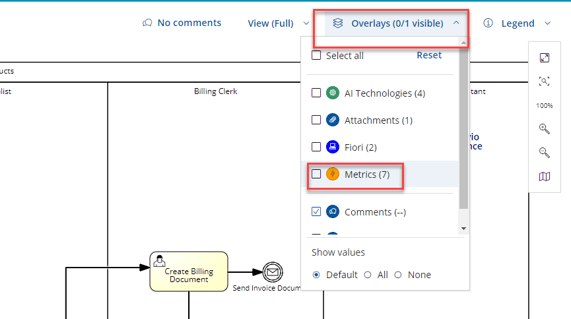 No comments View (Full) Overlays (0/1 visible) Legend
Select all Reset
ucts
list Billing Clerk tant
AI Technologies (4)
100%
Attachments (1)
vio
Fiori (2) nce
Metrics (7)
Comments (--)
Show values
Create Billing
Document
Default All None
Send Invoice Docum